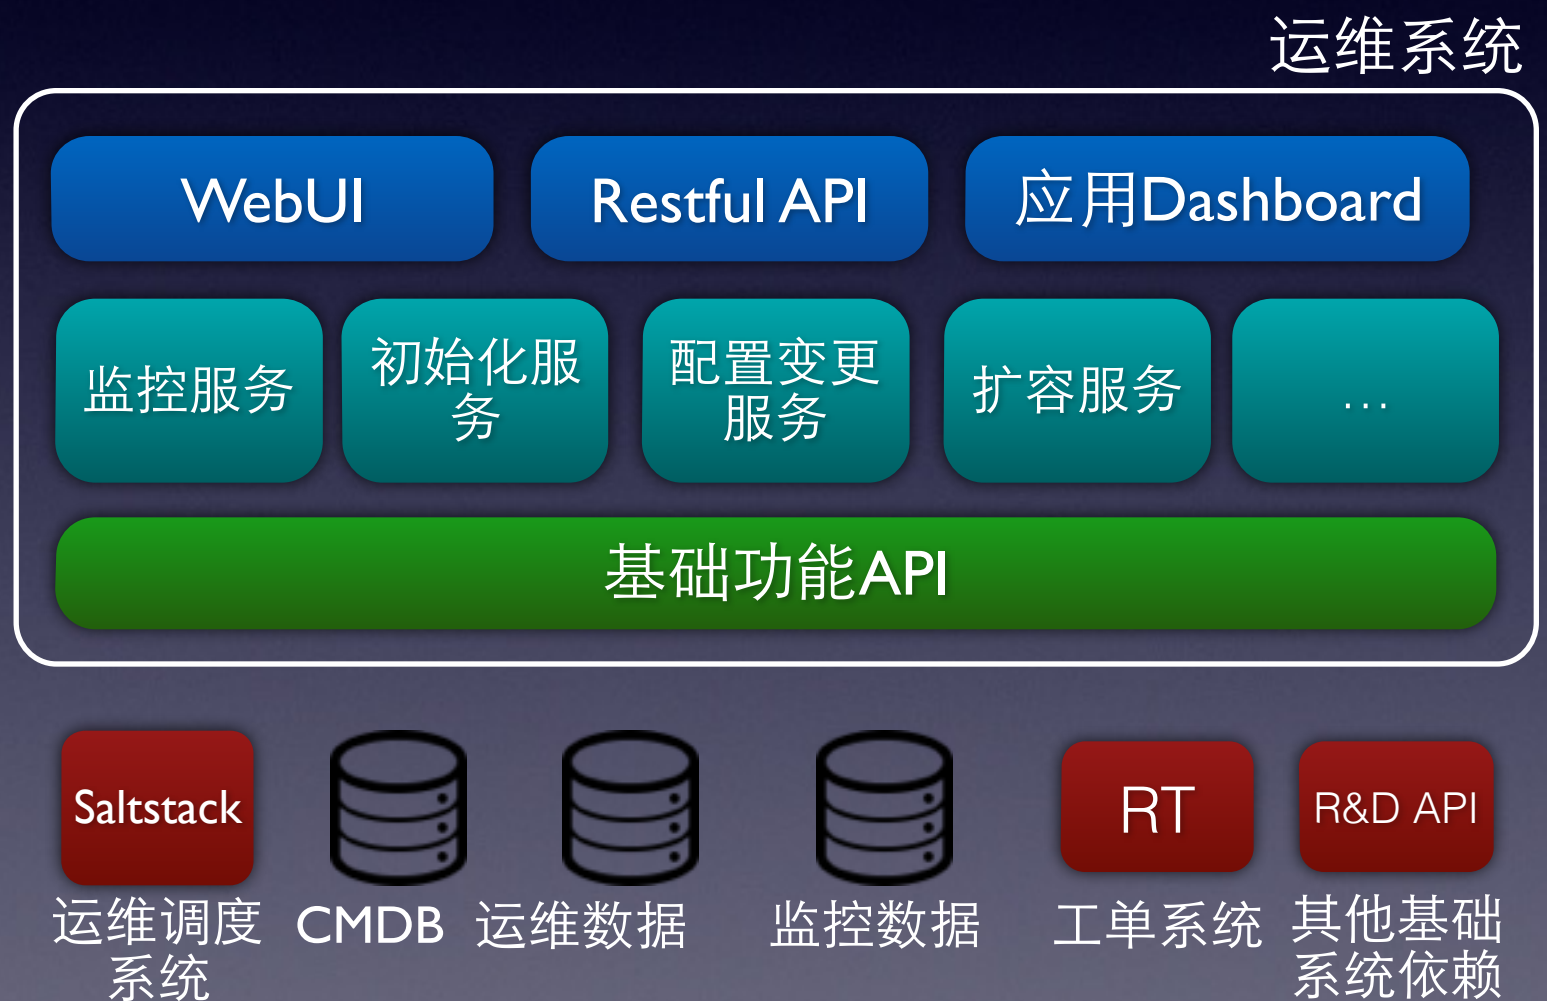 运维系统
WebUI
Restful API
应用Dashboard
监控服务
初始化服
务
配置变更
服务
扩容服务
...
基础功能API
Saltstack
RT
R&D API
运维调度
系统
CMDB
运维数据
监控数据
工单系统
其他基础
系统依赖